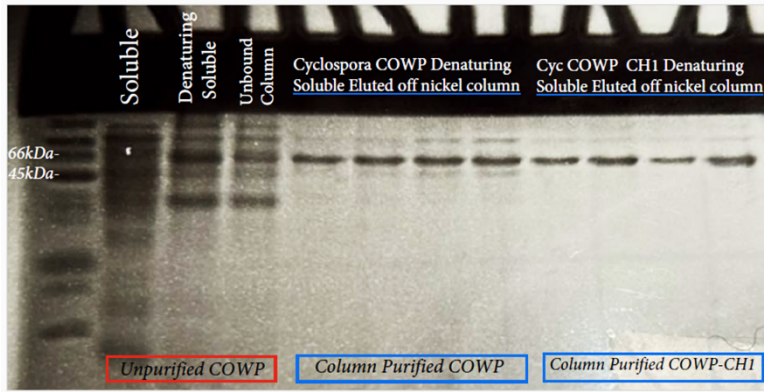 Soluble
Denaturing
Soluble
Unbound
Column
Cyclospora COWP Denaturing
Soluble Eluted off nickel column
Cyc COWP CH1 Denaturing
Soluble Eluted off nickel column
66kDa-
45kDa-
Unpurified COWP
Column Purified COWP
Column Purified COWP-CH1